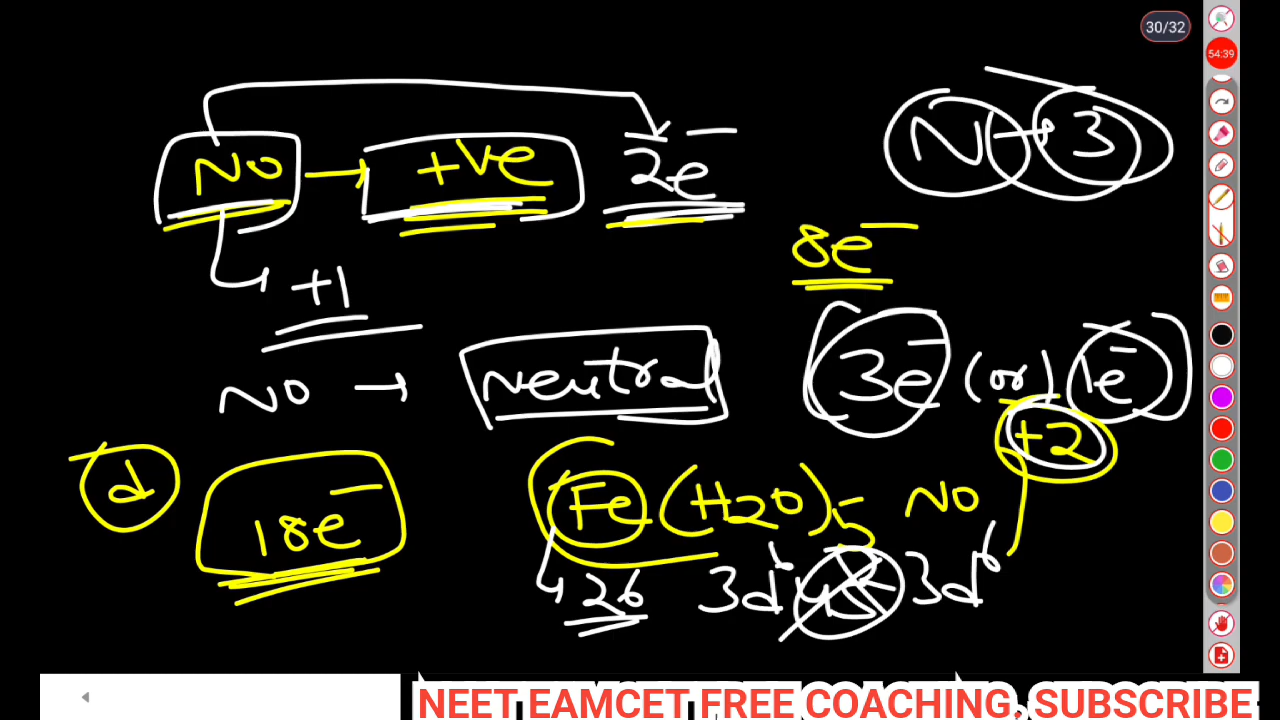 30/32
54:39
NO → +ve 2e⁻ N → 3
8e⁻
+1
NO → neutral 3e⁻ (or) 1e⁻
+2
d 18e⁻ Fe(H2O)5 NO
26 3d⁶ 3d⁶
NEET EAMCET FREE COACHING, SUBSCRIBE